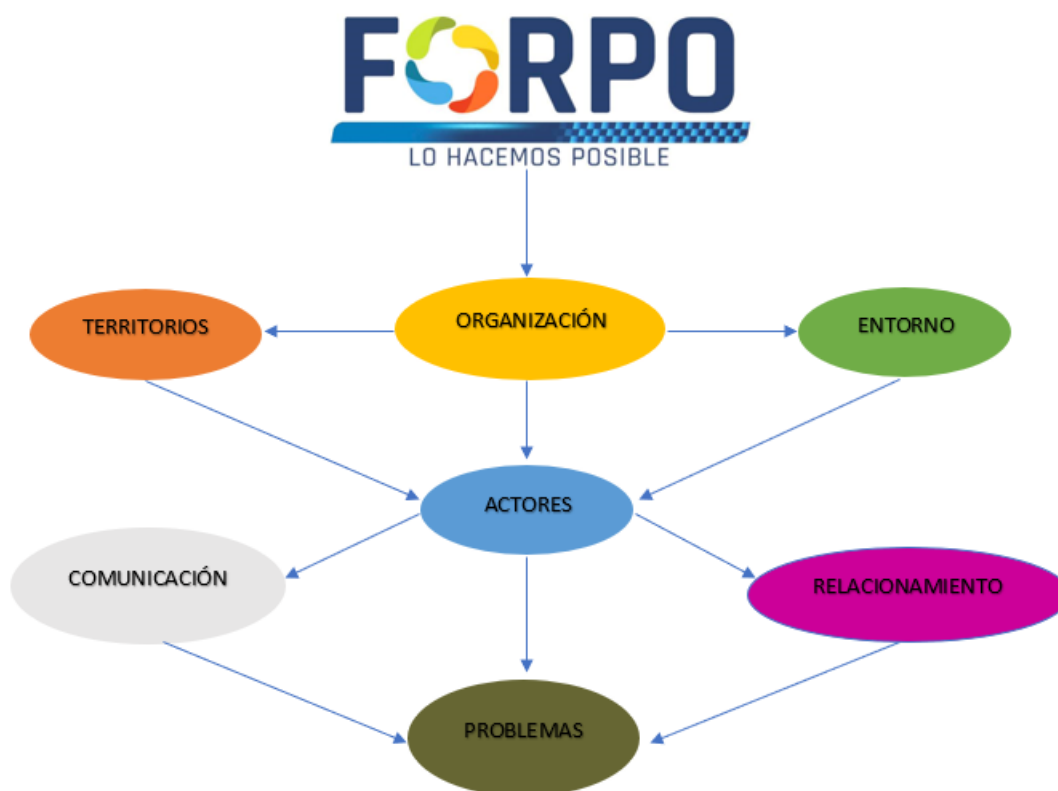 FORPO
LO HACEMOS POSIBLE
TERRITORIOS
ORGANIZACIÓN
ENTORNO
ACTORES
COMUNICACIÓN
RELACIONAMIENTO
PROBLEMAS